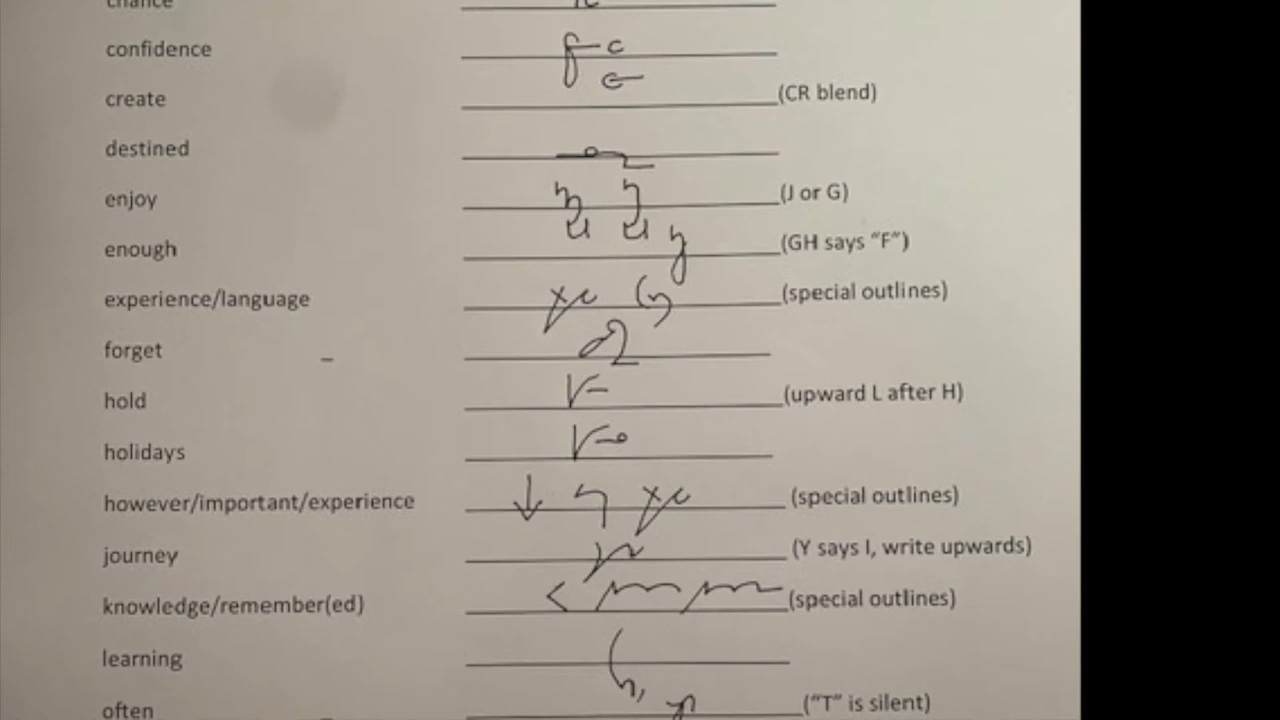 chance
confidence
create (CR blend)
destined
enjoy (J or G)
enough (GH says “F”)
experience/language (special outlines)
forget _
hold (upward L after H)
holidays
however/important/experience (special outlines)
journey (Y says I, write upwards)
knowledge/remember(ed) (special outlines)
learning
often _ (“T” is silent)